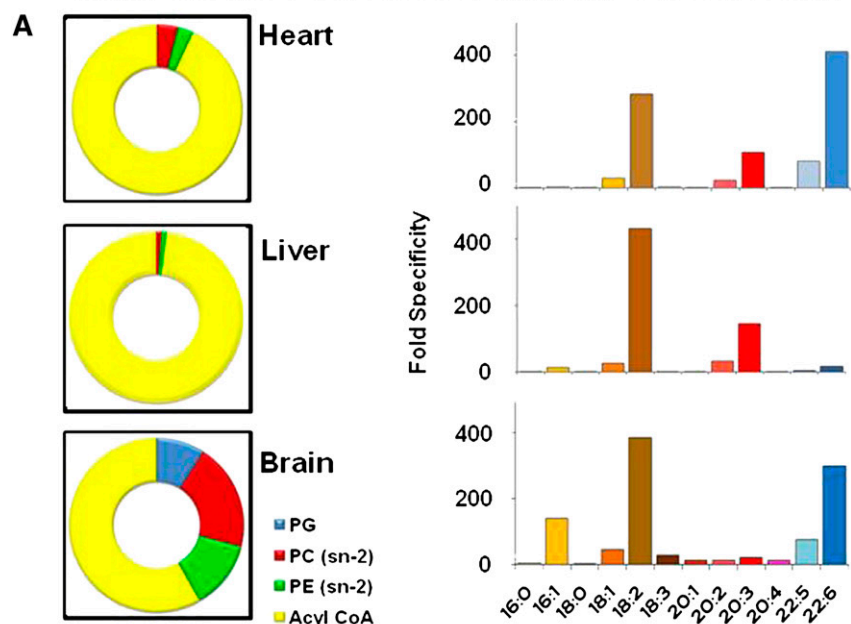 A
Heart
Liver
Brain
PG
PC (sn-2)
PE (sn-2)
Acyl CoA
Fold Specificity
400
200
0
400
200
0
400
200
0
16:0 16:1 18:0 18:1 18:2 18:3 20:1 20:2 20:3 20:4 22:5 22:6